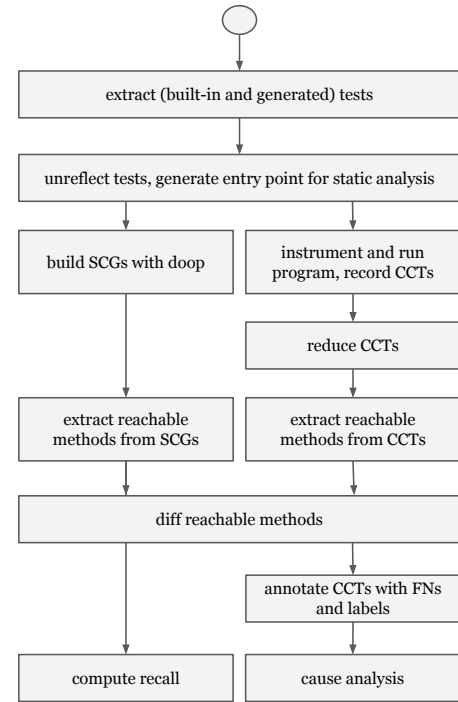 extract (built-in and generated) tests
unreflect tests, generate entry point for static analysis
build SCGs with doop
instrument and run
program, record CCTs
reduce CCTs
extract reachable
methods from SCGs
extract reachable
methods from CCTs
diff reachable methods
annotate CCTs with FNs
and labels
compute recall
cause analysis